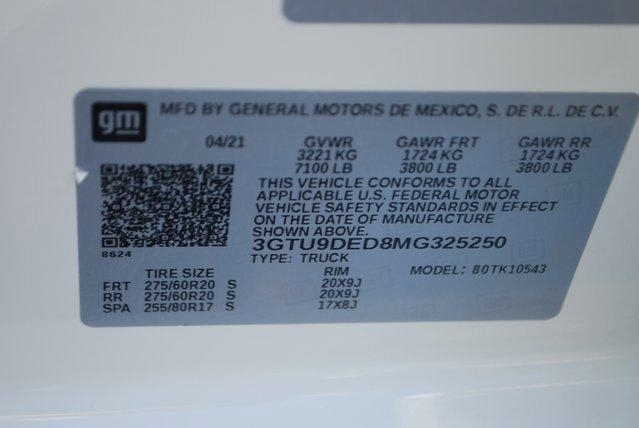 gm MFD BY GENERAL MOTORS DE MEXICO, S. DE R.L. DE C.V.
04/21 GVWR GAWR FRT GAWR RR
3221 KG 1724 KG 1724 KG
7100 LB 3800 LB 3800 LB
THIS VEHICLE CONFORMS TO ALL
APPLICABLE U.S. FEDERAL MOTOR
VEHICLE SAFETY STANDARDS IN EFFECT
ON THE DATE OF MANUFACTURE
SHOWN ABOVE.
3GTU9DED8MG325250
8624
TYPE: TRUCK
TIRE SIZE RIM MODEL: 80TK10543
FRT 275/60R20 S 20X9J
RR 275/60R20 S 20X9J
SPA 255/80R17 S 17X8J